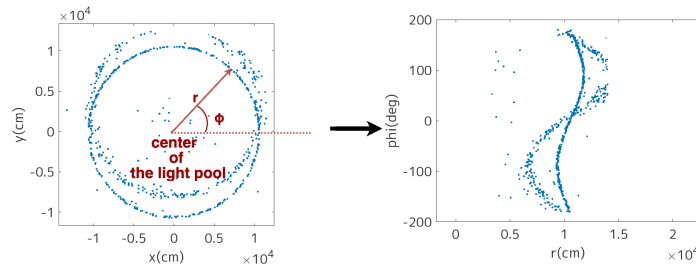 ×10⁴
1
0.5
0
-0.5
-1
y(cm)
r
ϕ
center
of
the light pool
-1 -0.5 0 0.5 1
x(cm)
×10⁴
200
100
0
-100
-200
phi(deg)
0 0.5 1 1.5 2
r(cm)
×10⁴